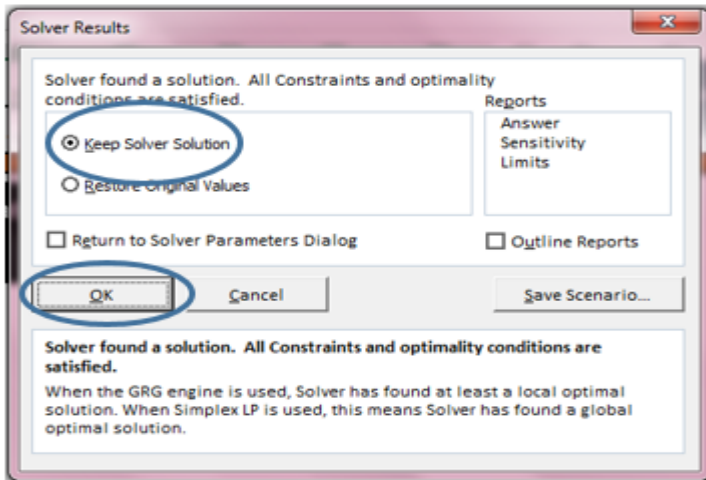 Solver Results
Solver found a solution. All Constraints and optimality
conditions are satisfied.
Reports
Keep Solver Solution
Restore Original Values
Answer
Sensitivity
Limits
Return to Solver Parameters Dialog
Outline Reports
OK
Cancel
Save Scenario...
Solver found a solution. All Constraints and optimality conditions are
satisfied.
When the GRG engine is used, Solver has found at least a local optimal
solution. When Simplex LP is used, this means Solver has found a global
optimal solution.